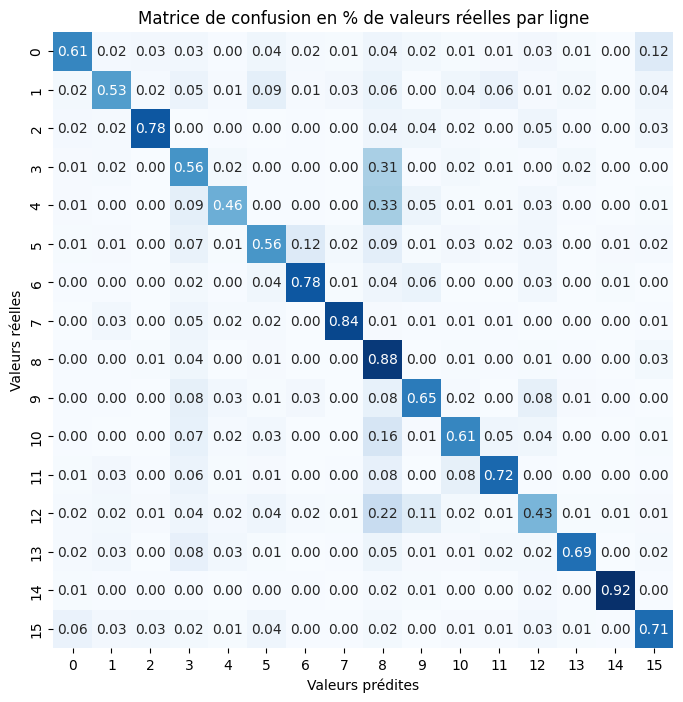 Matrice de confusion en % de valeurs réelles par ligne
0 0.61 0.02 0.03 0.03 0.00 0.04 0.02 0.01 0.04 0.02 0.01 0.01 0.03 0.01 0.00 0.12
1 0.02 0.53 0.02 0.05 0.01 0.09 0.01 0.03 0.06 0.00 0.04 0.06 0.01 0.02 0.00 0.04
2 0.02 0.02 0.78 0.00 0.00 0.00 0.00 0.00 0.04 0.04 0.02 0.00 0.05 0.00 0.00 0.03
3 0.01 0.02 0.00 0.56 0.02 0.00 0.00 0.00 0.31 0.00 0.02 0.01 0.00 0.02 0.00 0.00
4 0.01 0.00 0.00 0.09 0.46 0.00 0.00 0.00 0.33 0.05 0.01 0.01 0.03 0.00 0.00 0.01
5 0.01 0.01 0.00 0.07 0.01 0.56 0.12 0.02 0.09 0.01 0.03 0.02 0.03 0.00 0.01 0.02
6 0.00 0.00 0.00 0.02 0.00 0.04 0.78 0.01 0.04 0.06 0.00 0.00 0.03 0.00 0.01 0.00
7 0.00 0.03 0.00 0.05 0.02 0.02 0.00 0.84 0.01 0.01 0.01 0.01 0.00 0.00 0.00 0.01
8 0.00 0.00 0.01 0.04 0.00 0.01 0.00 0.00 0.88 0.00 0.01 0.00 0.01 0.00 0.00 0.03
9 0.00 0.00 0.00 0.08 0.03 0.01 0.03 0.00 0.08 0.65 0.02 0.00 0.08 0.01 0.00 0.00
10 0.00 0.00 0.00 0.07 0.02 0.03 0.00 0.00 0.16 0.01 0.61 0.05 0.04 0.00 0.00 0.01
11 0.01 0.03 0.00 0.06 0.01 0.01 0.00 0.00 0.08 0.00 0.08 0.72 0.00 0.00 0.00 0.00
12 0.02 0.02 0.01 0.04 0.02 0.04 0.02 0.01 0.22 0.11 0.02 0.01 0.43 0.01 0.01 0.01
13 0.02 0.03 0.00 0.08 0.03 0.01 0.00 0.00 0.05 0.01 0.01 0.02 0.02 0.69 0.00 0.02
14 0.01 0.00 0.00 0.00 0.00 0.00 0.00 0.00 0.02 0.01 0.00 0.00 0.02 0.00 0.92 0.00
15 0.06 0.03 0.03 0.02 0.01 0.04 0.00 0.00 0.02 0.00 0.01 0.01 0.03 0.01 0.00 0.71
Valeurs réelles
0 1 2 3 4 5 6 7 8 9 10 11 12 13 14 15
Valeurs prédites